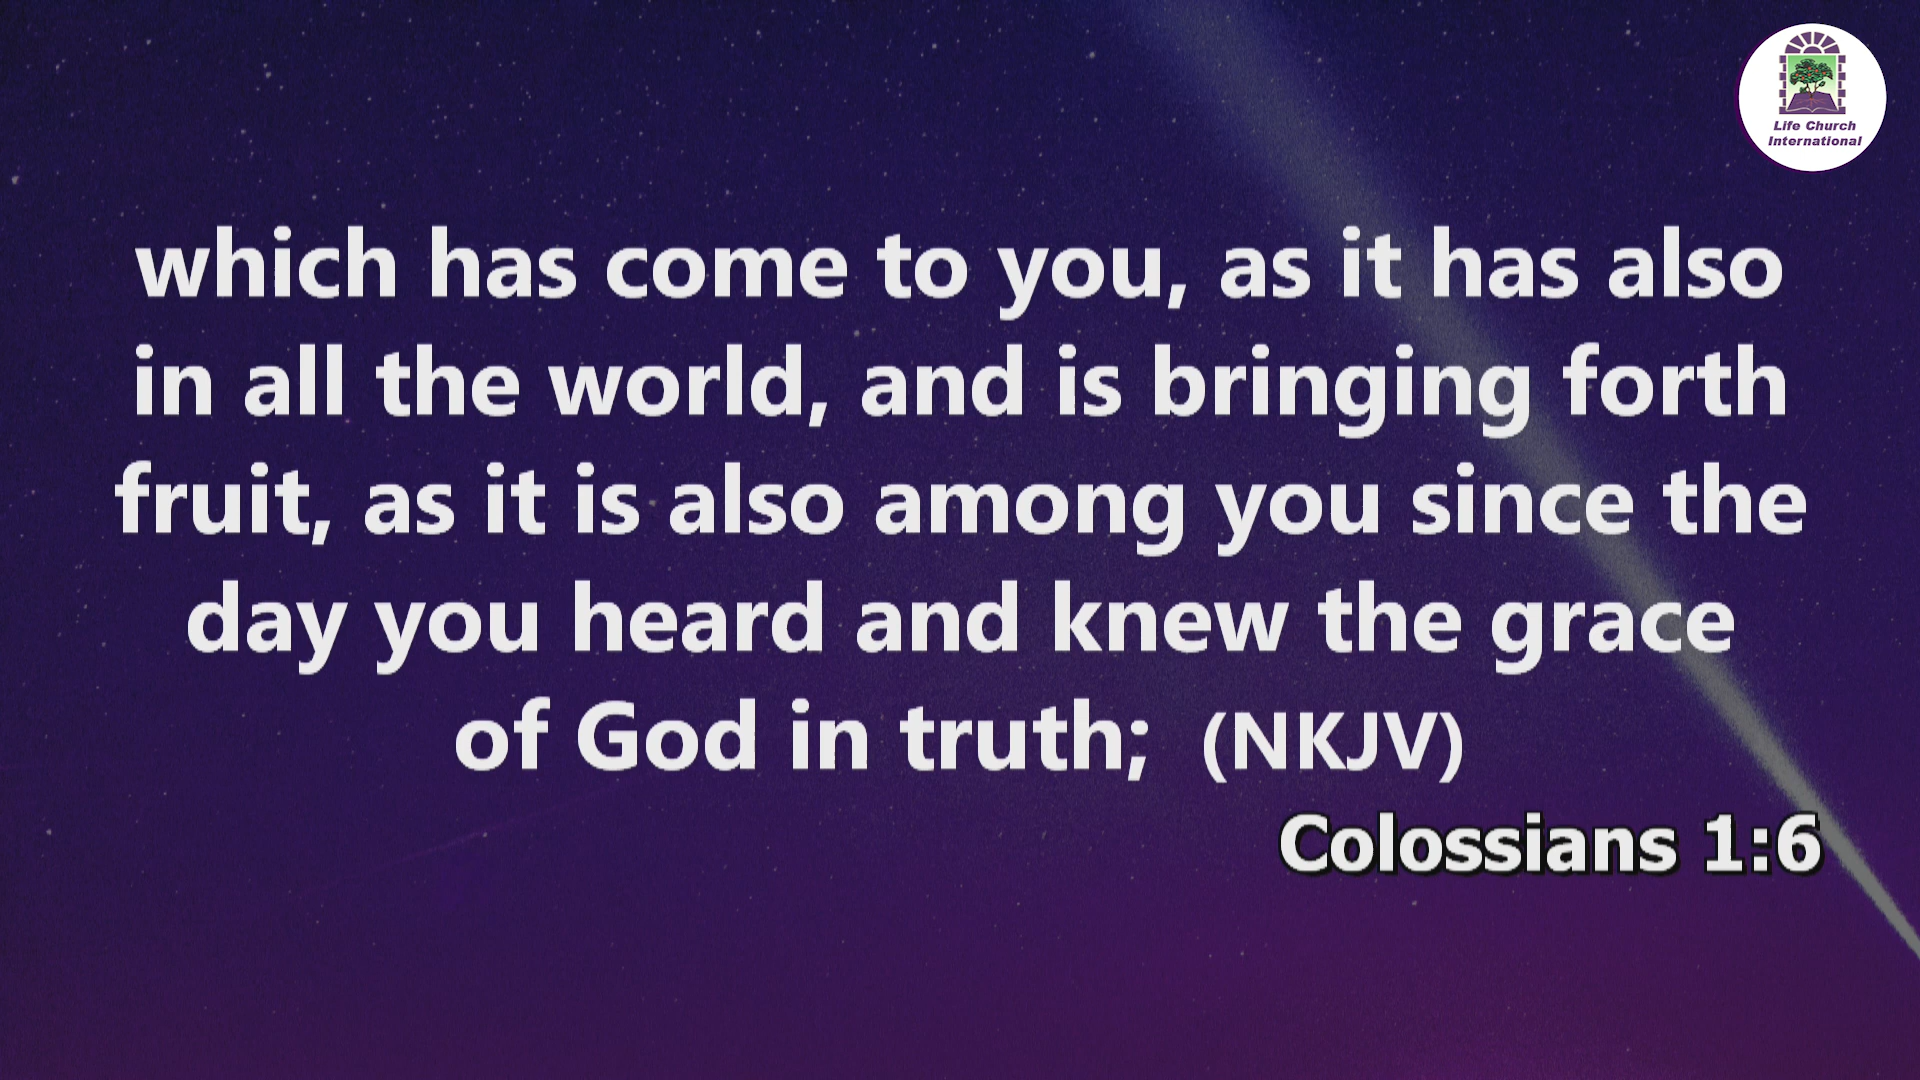 Life Church
International
which has come to you, as it has also
in all the world, and is bringing forth
fruit, as it is also among you since the
day you heard and knew the grace
of God in truth; (NKJV)
Colossians 1:6